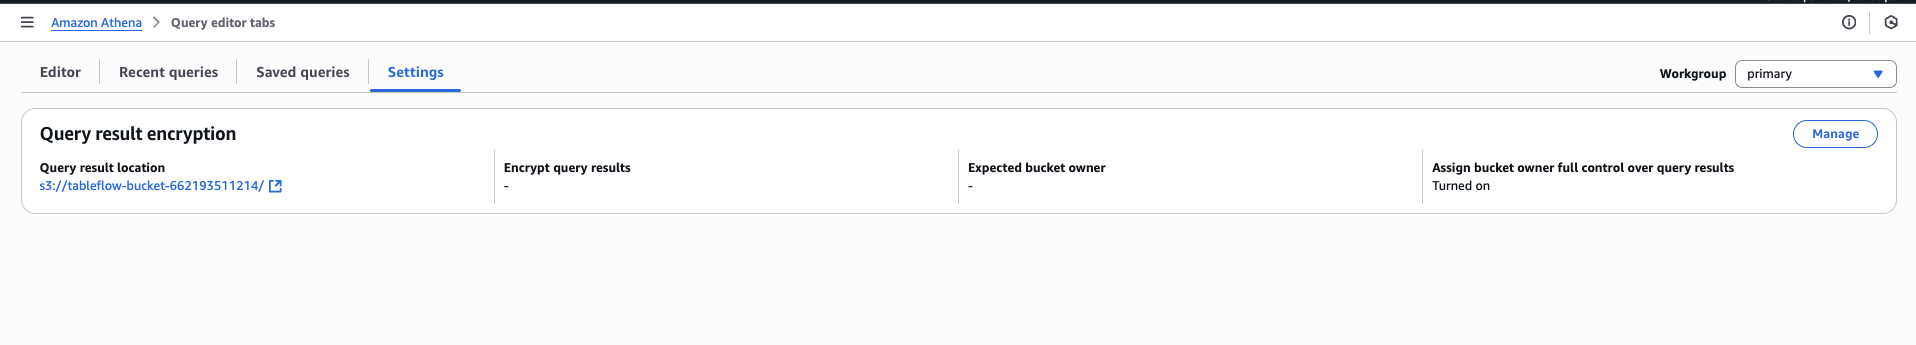 Amazon Athena > Query editor tabs
Editor
Recent queries
Saved queries
Settings
Workgroup
primary
Query result encryption
Manage
Query result location
s3://tableflow-bucket-662193511214/
Encrypt query results
-
Expected bucket owner
-
Assign bucket owner full control over query results
Turned on